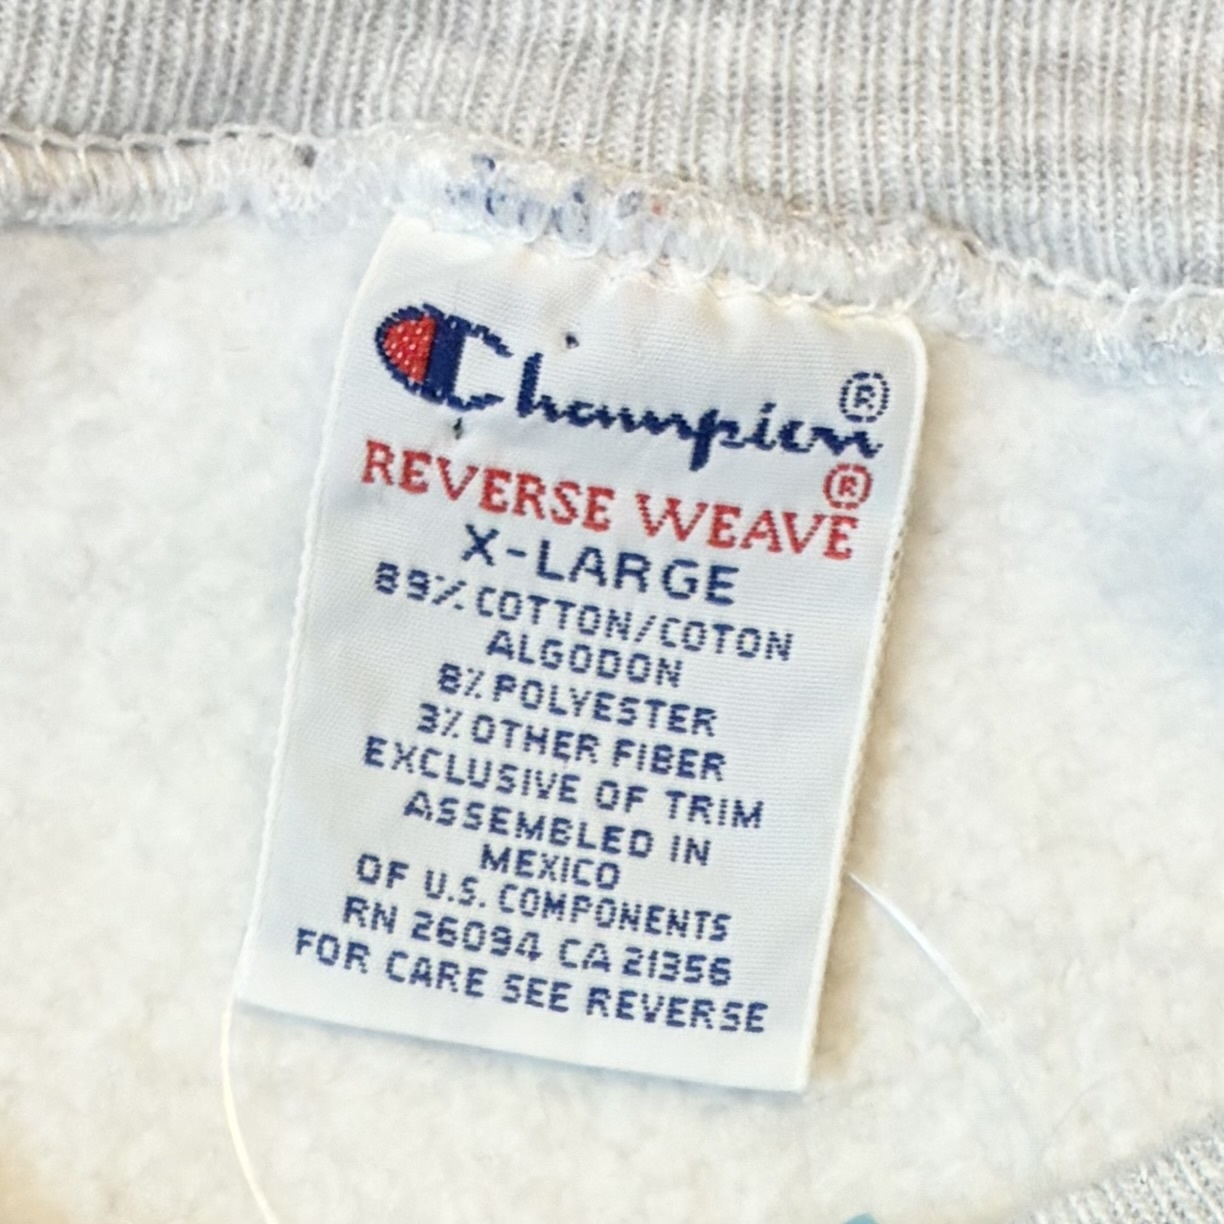 Champion®
REVERSE WEAVE®
X-LARGE
89% COTTON/COTON
ALGODON
8% POLYESTER
3% OTHER FIBER
EXCLUSIVE OF TRIM
ASSEMBLED IN
MEXICO
OF U.S. COMPONENTS
RN 26094 CA 21356
FOR CARE SEE REVERSE